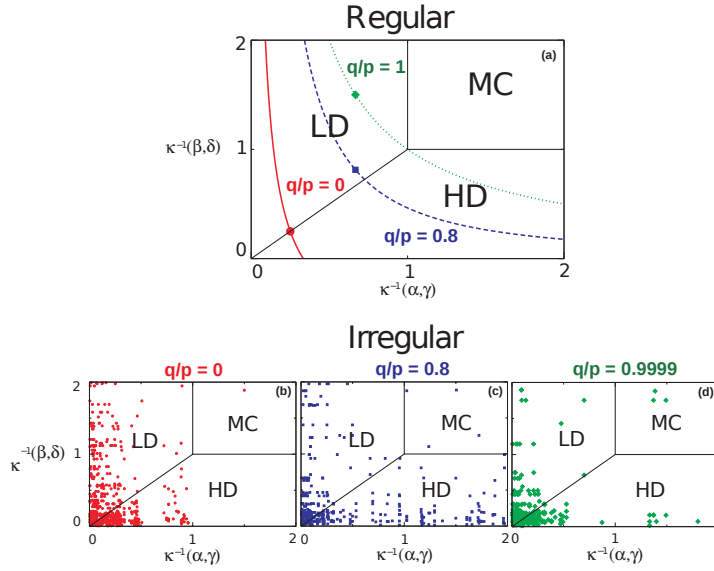 Regular
2
(a)
q/p = 1
MC
LD
κ⁻¹(β,δ)
1
HD
q/p = 0
q/p = 0.8
0
0
1
2
κ⁻¹(α,γ)
Irregular
q/p = 0
q/p = 0.8
q/p = 0.9999
2
(b)
(c)
(d)
LD
MC
LD
MC
LD
MC
κ⁻¹(β,δ)
1
HD
HD
HD
0
0
1
2
0
1
2
0
1
2
κ⁻¹(α,γ)
κ⁻¹(α,γ)
κ⁻¹(α,γ)